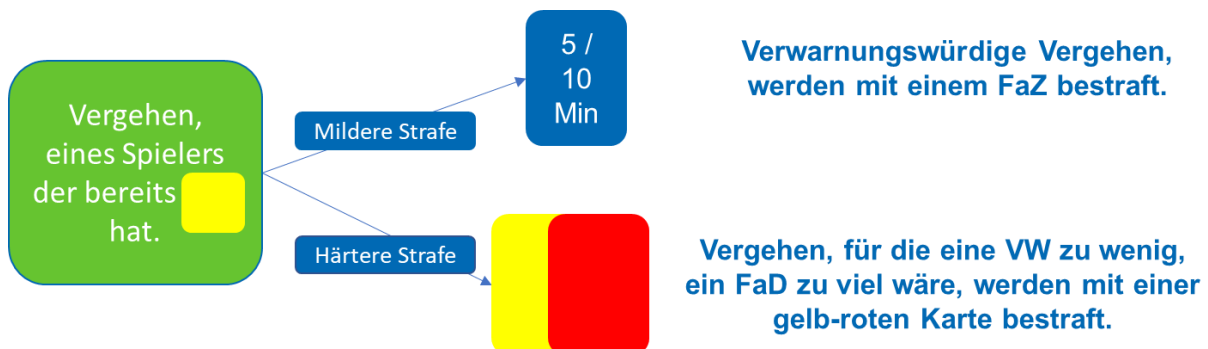 Vergehen,
eines Spielers
der bereits
hat.
Mildere Strafe
5 /
10
Min
Verwarnungswürdige Vergehen,
werden mit einem FaZ bestraft.
Härtere Strafe
Vergehen, für die eine VW zu wenig,
ein FaD zu viel wäre, werden mit einer
gelb-roten Karte bestraft.